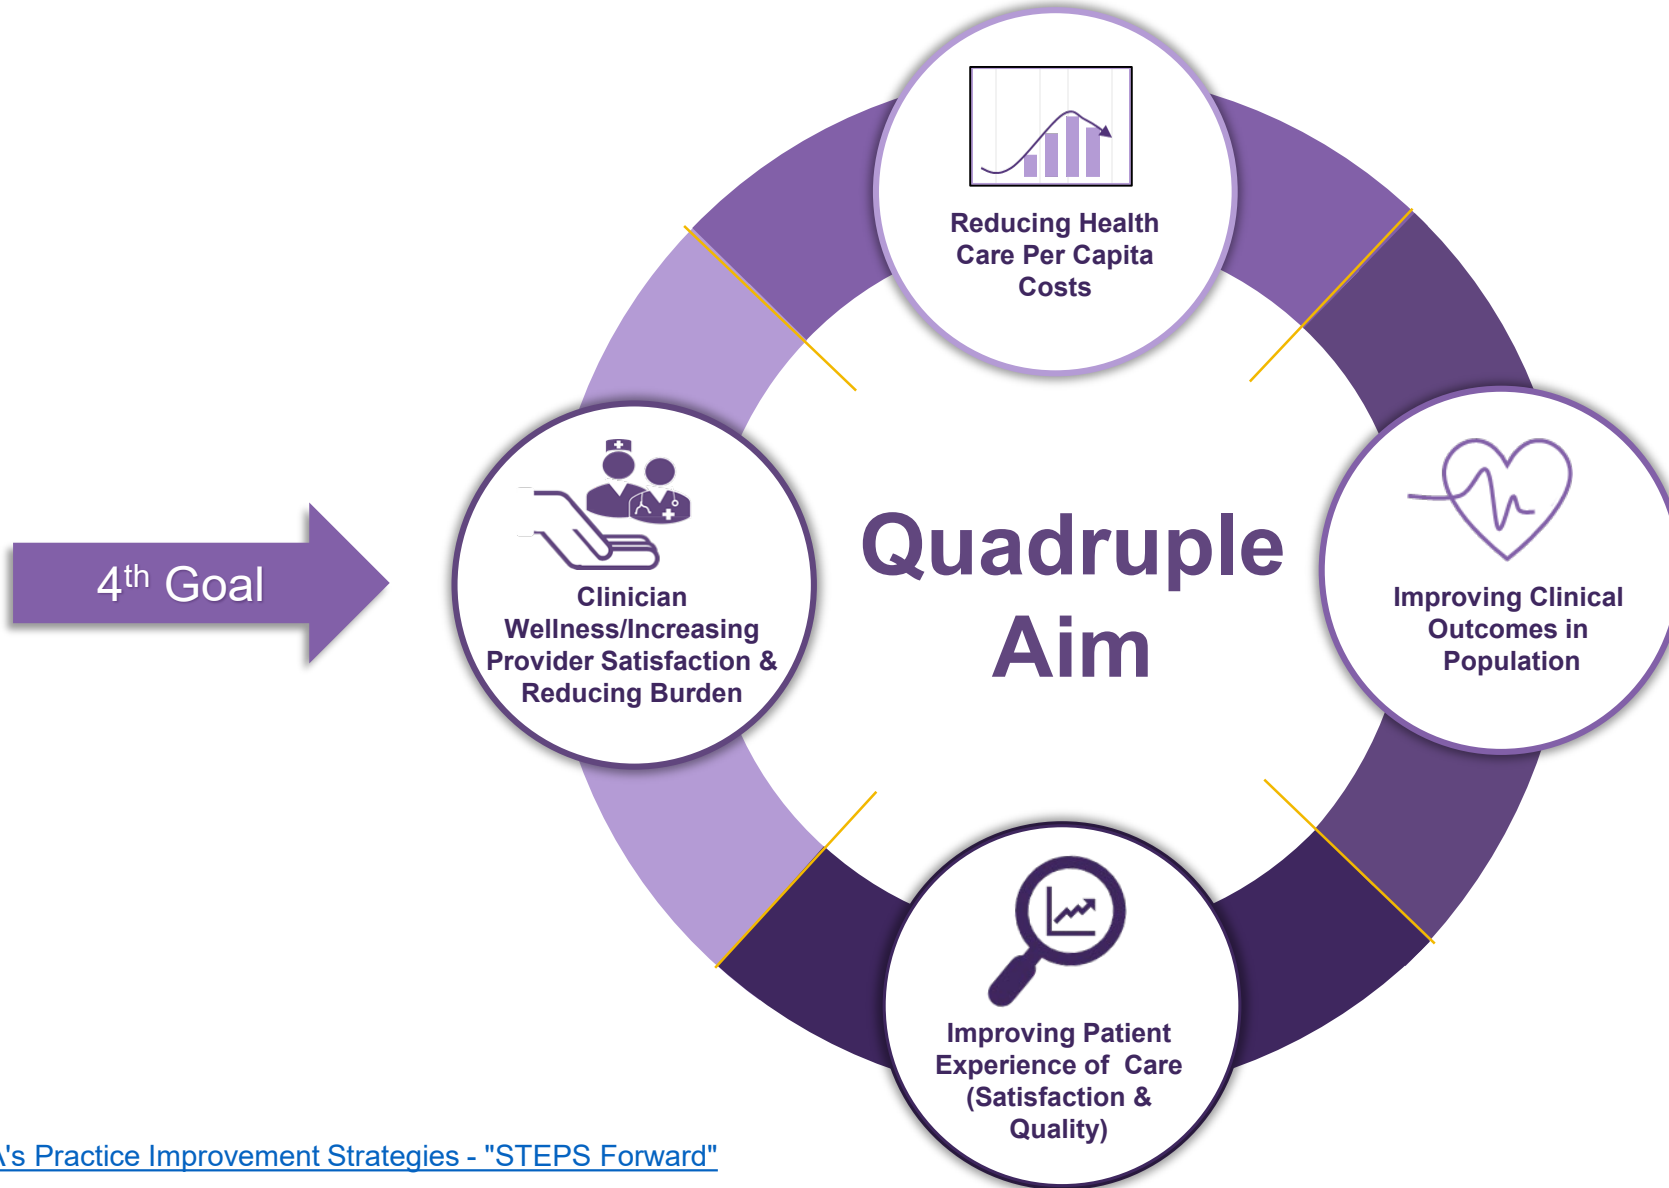 Reducing Health
Care Per Capita
Costs
4th Goal
Clinician
Wellness/Increasing
Provider Satisfaction &
Reducing Burden
Quadruple
Aim
Improving Clinical
Outcomes in
Population
Improving Patient
Experience of Care
(Satisfaction &
Quality)
A's Practice Improvement Strategies - "STEPS Forward"